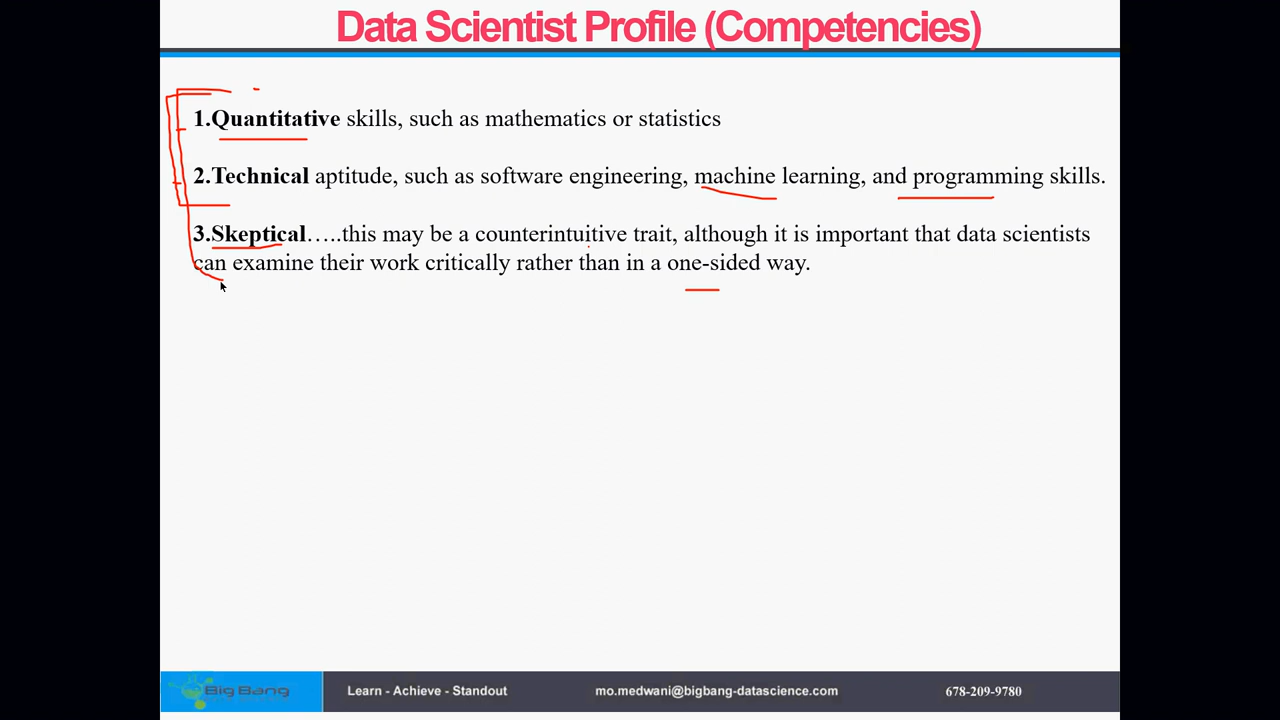 Data Scientist Profile (Competencies)
1.Quantitative skills, such as mathematics or statistics
2.Technical aptitude, such as software engineering, machine learning, and programming skills.
3.Skeptical…..this may be a counterintuitive trait, although it is important that data scientists
can examine their work critically rather than in a one-sided way.
Big Bang
Learn - Achieve - Standout
mo.medwani@bigbang-datascience.com
678-209-9780